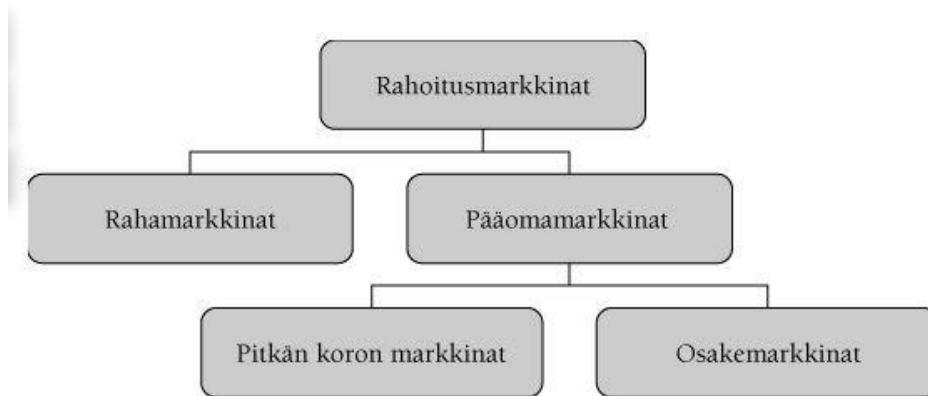 Rahoitusmarkkinat
Rahamarkkinat
Pääomamarkkinat
Pitkän koron markkinat
Osakemarkkinat